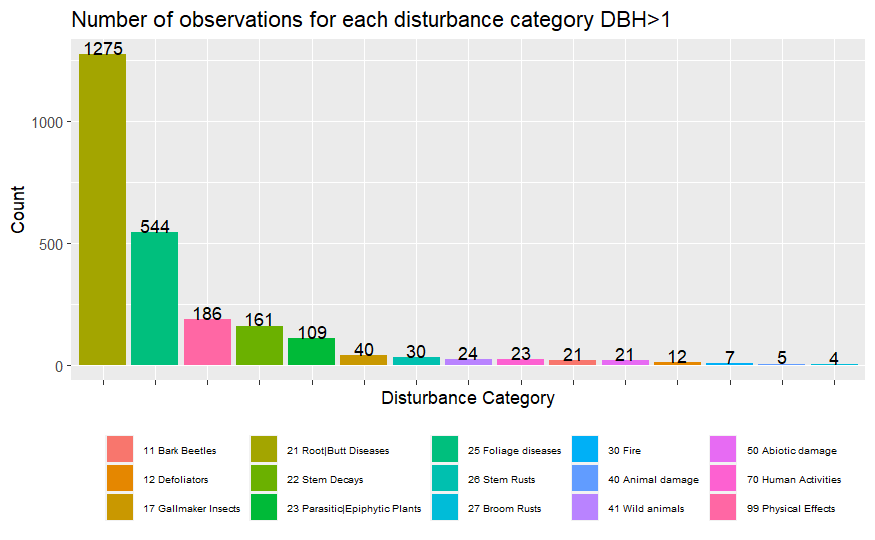 Number of observations for each disturbance category DBH>1
1275
544
186
161
109
40
30
24
23
21
21
12
7
5
4
1000
500
0
Count
Disturbance Category
11 Bark Beetles
21 Root|Butt Diseases
25 Foliage diseases
30 Fire
50 Abiotic damage
12 Defoliators
22 Stem Decays
26 Stem Rusts
40 Animal damage
70 Human Activities
17 Gallmaker Insects
23 Parasitic|Epiphytic Plants
27 Broom Rusts
41 Wild animals
99 Physical Effects